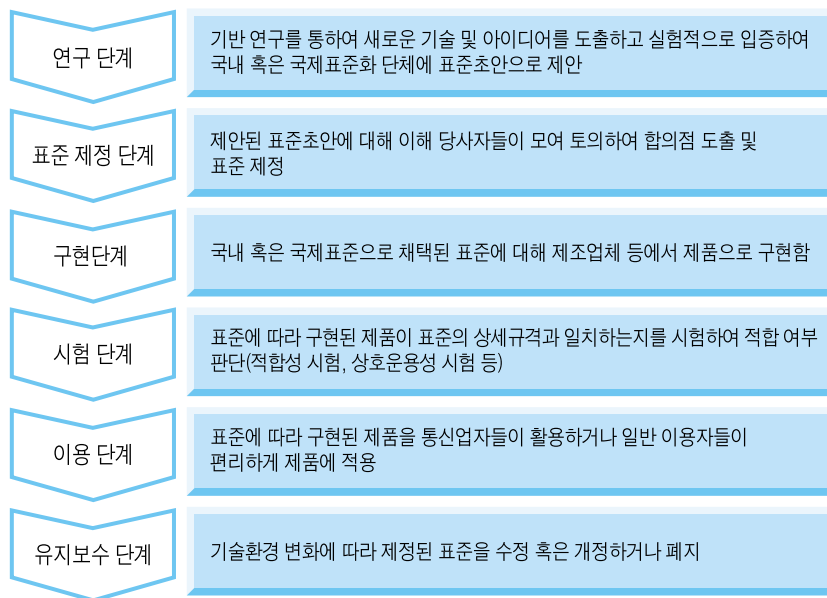 연구 단계
기반 연구를 통하여 새로운 기술 및 아이디어를 도출하고 실험적으로 입증하여
국내 혹은 국제표준화 단체에 표준초안으로 제안
표준 제정 단계
제안된 표준초안에 대해 이해 당사자들이 모여 토의하여 합의점 도출 및
표준 제정
구현단계
국내 혹은 국제표준으로 채택된 표준에 대해 제조업체 등에서 제품으로 구현함
시험 단계
표준에 따라 구현된 제품이 표준의 상세규격과 일치하는지를 시험하여 적합 여부
판단(적합성 시험, 상호운용성 시험 등)
이용 단계
표준에 따라 구현된 제품을 통신업자들이 활용하거나 일반 이용자들이
편리하게 제품에 적용
유지보수 단계
기술환경 변화에 따라 제정된 표준을 수정 혹은 개정하거나 폐지